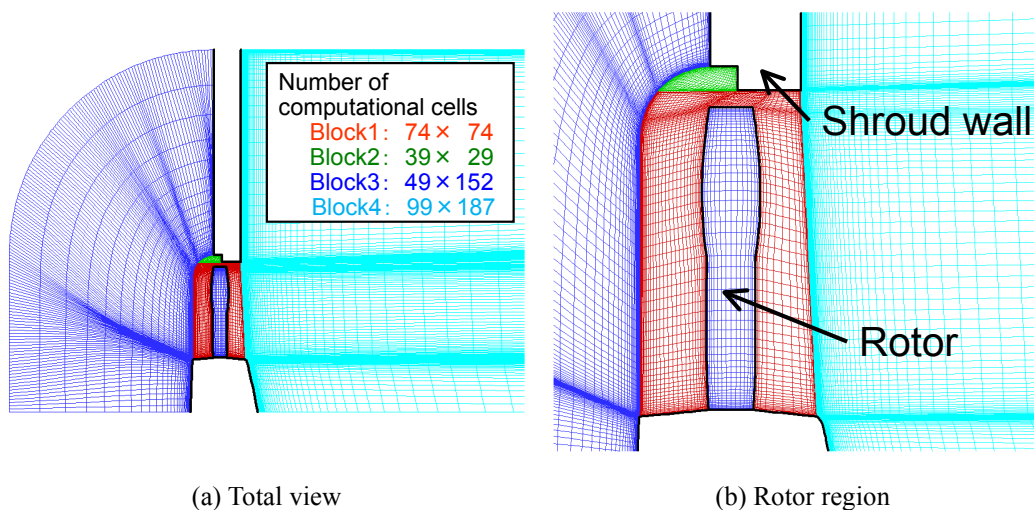 Number of
computational cells
Block1: 74 × 74
Block2: 39 × 29
Block3: 49 × 152
Block4: 99 × 187
Shroud wall
Rotor
(a) Total view
(b) Rotor region